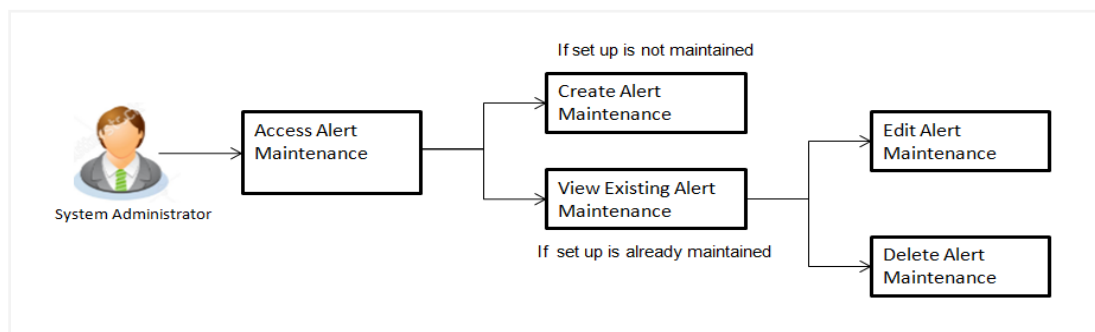 If set up is not maintained
Create Alert
Maintenance
Access Alert
Maintenance
Edit Alert
Maintenance
View Existing Alert
Maintenance
System Administrator
If set up is already maintained
Delete Alert
Maintenance